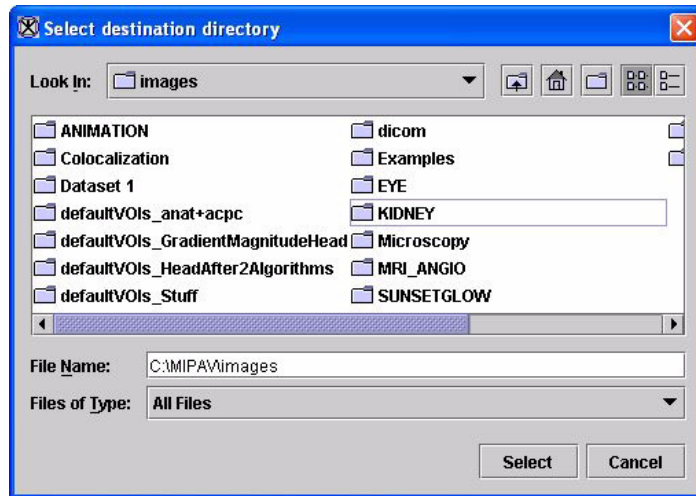 Select destination directory
Look In: images
ANIMATION
Colocalization
Dataset 1
defaultVOIs_anat+acpc
defaultVOIs_GradientMagnitudeHead
defaultVOIs_HeadAfter2Algorithms
defaultVOIs_Stuff
dicom
Examples
EYE
KIDNEY
Microscopy
MRI_ANGIO
SUNSETGLOW
File Name: C:\MIPAV\images
Files of Type: All Files
Select Cancel